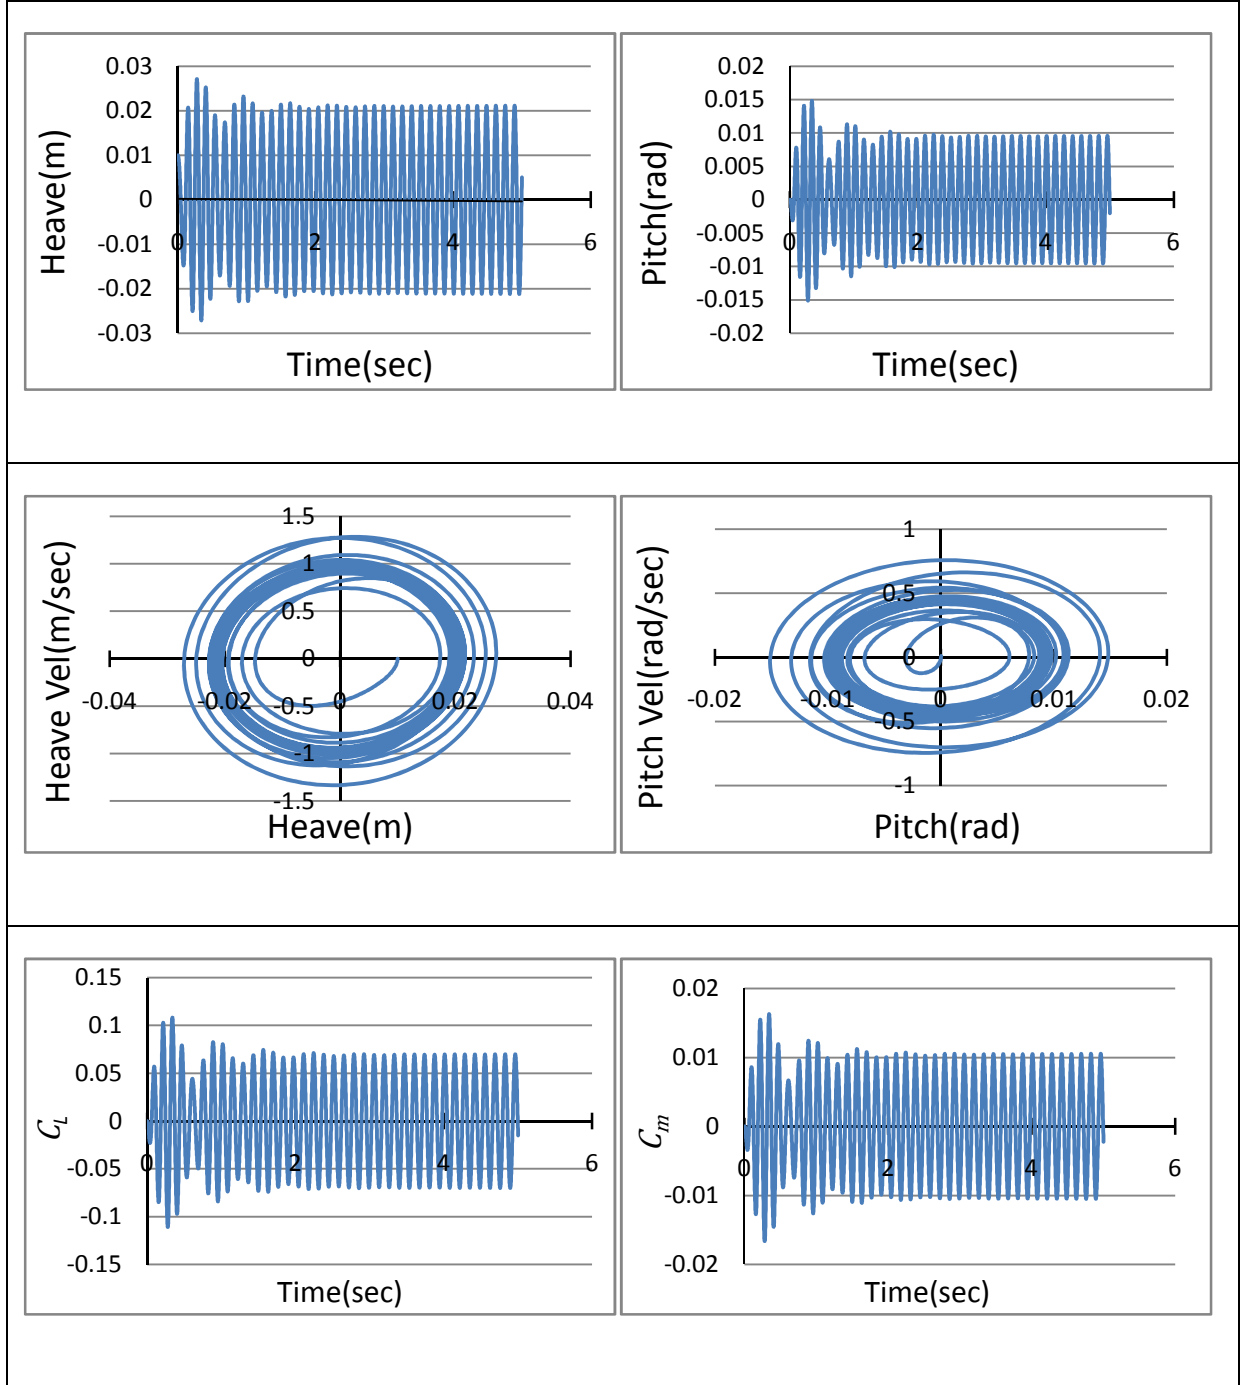 Heave(m)
0.03
0.02
0.01
0
-0.01
-0.02
-0.03
0 2 4 6
Time(sec)
Pitch(rad)
0.02
0.015
0.01
0.005
0
-0.005
-0.01
-0.015
-0.02
0 2 4 6
Time(sec)
Heave Vel(m/sec)
1.5
1
0.5
0
-0.5
-1
-1.5
-0.04 -0.02 0 0.02 0.04
Heave(m)
Pitch Vel(rad/sec)
1
0.5
0
-0.5
-1
-0.02 -0.01 0 0.01 0.02
Pitch(rad)
C_L
0.15
0.1
0.05
0
-0.05
-0.1
-0.15
0 2 4 6
Time(sec)
C_m
0.02
0.01
0
-0.01
-0.02
0 2 4 6
Time(sec)